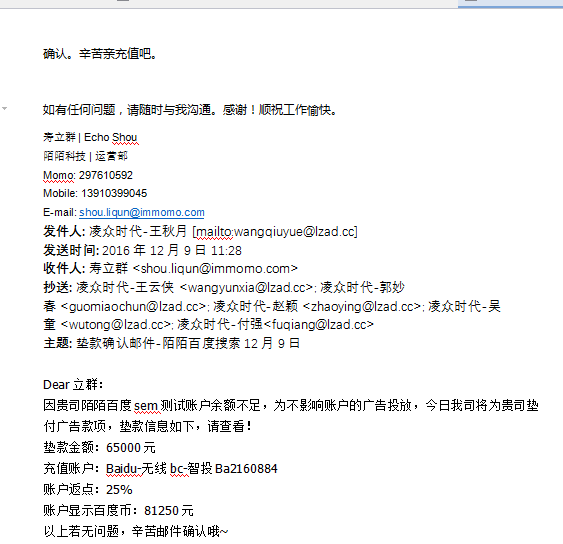 确认。辛苦亲充值吧。
如有任何问题，请随时与我沟通。感谢！顺祝工作愉快。
寿立群 | Echo Shou
陌陌科技 | 运营部
Momo: 297610592
Mobile: 13910399045
E-mail: shou.liqun@immomo.com
发件人: 凌众时代-王秋月 [mailto:wangqiuyue@lzad.cc]
发送时间: 2016 年 12 月 9 日 11:28
收件人: 寿立群 <shou.liqun@immomo.com>
抄送: 凌众时代-王云侠 <wangyunxia@lzad.cc>; 凌众时代-郭妙
春 <guomiaochun@lzad.cc>; 凌众时代-赵颖 <zhaoying@lzad.cc>; 凌众时代-吴
童 <wutong@lzad.cc>; 凌众时代-付强<fuqiang@lzad.cc>
主题: 垫款确认邮件-陌陌百度搜索 12 月 9 日
Dear 立群：
因贵司陌陌百度 sem 测试账户余额不足，为不影响账户的广告投放，今日我司将为贵司垫
付广告款项，垫款信息如下，请查看！
垫款金额：65000 元
充值账户：Baidu-无线 bc-智投 Ba2160884
账户返点：25%
账户显示百度币：81250 元
以上若无问题，辛苦邮件确认哦~